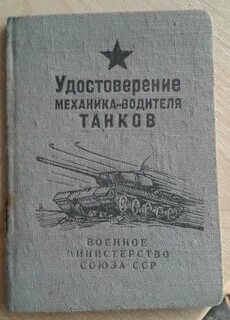 Удостоверение
МЕХАНИКА-ВОДИТЕЛЯ
ТАНКОВ
ВОЕННОЕ
МИНИСТЕРСТВО
СОЮЗА ССР